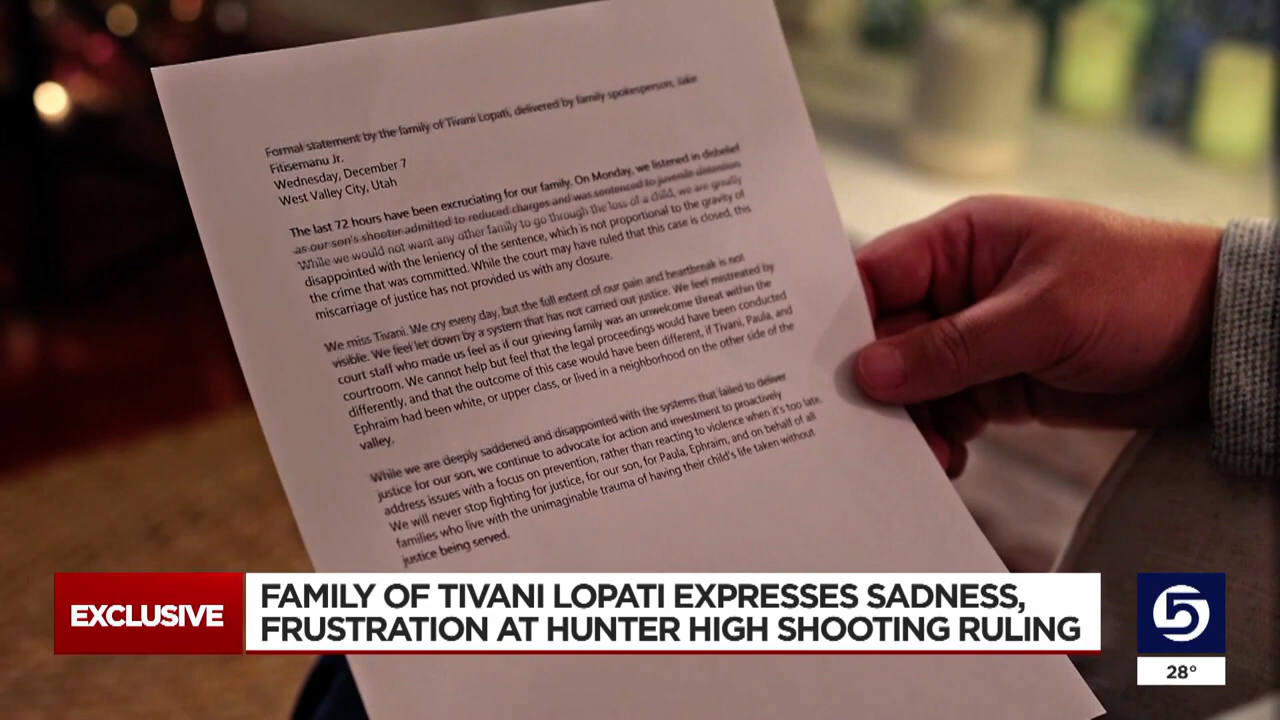 Formal statement by the family of Tivani Lopati, delivered by family spokesperson, Jake
Fitisemanu Jr.
Wednesday, December 7
West Valley City, Utah
The last 72 hours have been excruciating for our family. On Monday, we listened in disbelief
as our son's shooter admitted to reduced charges and was sentenced to juvenile detention
While we would not want any other family to go through the loss of a child, we are greatly
disappointed with the leniency of the sentence, which is not proportional to the gravity of
the crime that was committed. While the court may have ruled that this case is closed, this
miscarriage of justice has not provided us with any closure.
We miss Tivani. We cry every day, but the full extent of our pain and heartbreak is not
visible. We feel let down by a system that has not carried out justice. We feel mistreated by
court staff who made us feel as if our grieving family was an unwelcome threat within the
courtroom. We cannot help but feel that the legal proceedings would have been conducted
differently, and that the outcome of this case would have been different, if Tivani, Paula, and
Ephraim had been white, or upper class, or lived in a neighborhood on the other side of the
valley.
While we are deeply saddened and disappointed with the systems that failed to deliver
justice for our son, we continue to advocate for action and investment to proactively
address issues with a focus on prevention, rather than reacting to violence when it's too late.
We will never stop fighting for justice, for our son, for Paula, Ephraim, and on behalf of all
families who live with the unimaginable trauma of having their child's life taken without
justice being served.
EXCLUSIVE
FAMILY OF TIVANI LOPATI EXPRESSES SADNESS,
FRUSTRATION AT HUNTER HIGH SHOOTING RULING
5
28°